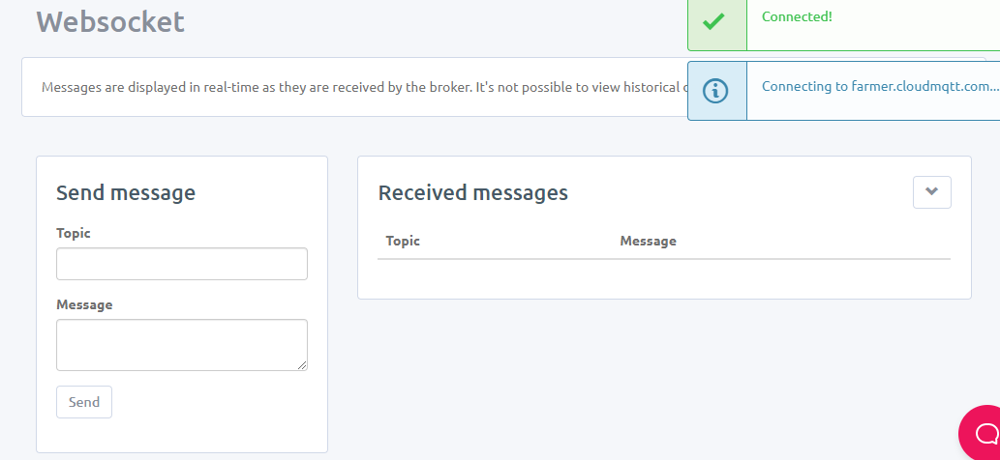 Websocket
Connected!
Messages are displayed in real-time as they are received by the broker. It's not possible to view historical
Connecting to farmer.cloudmqtt.com...
Send message
Topic
Message
Send
Received messages
Topic Message